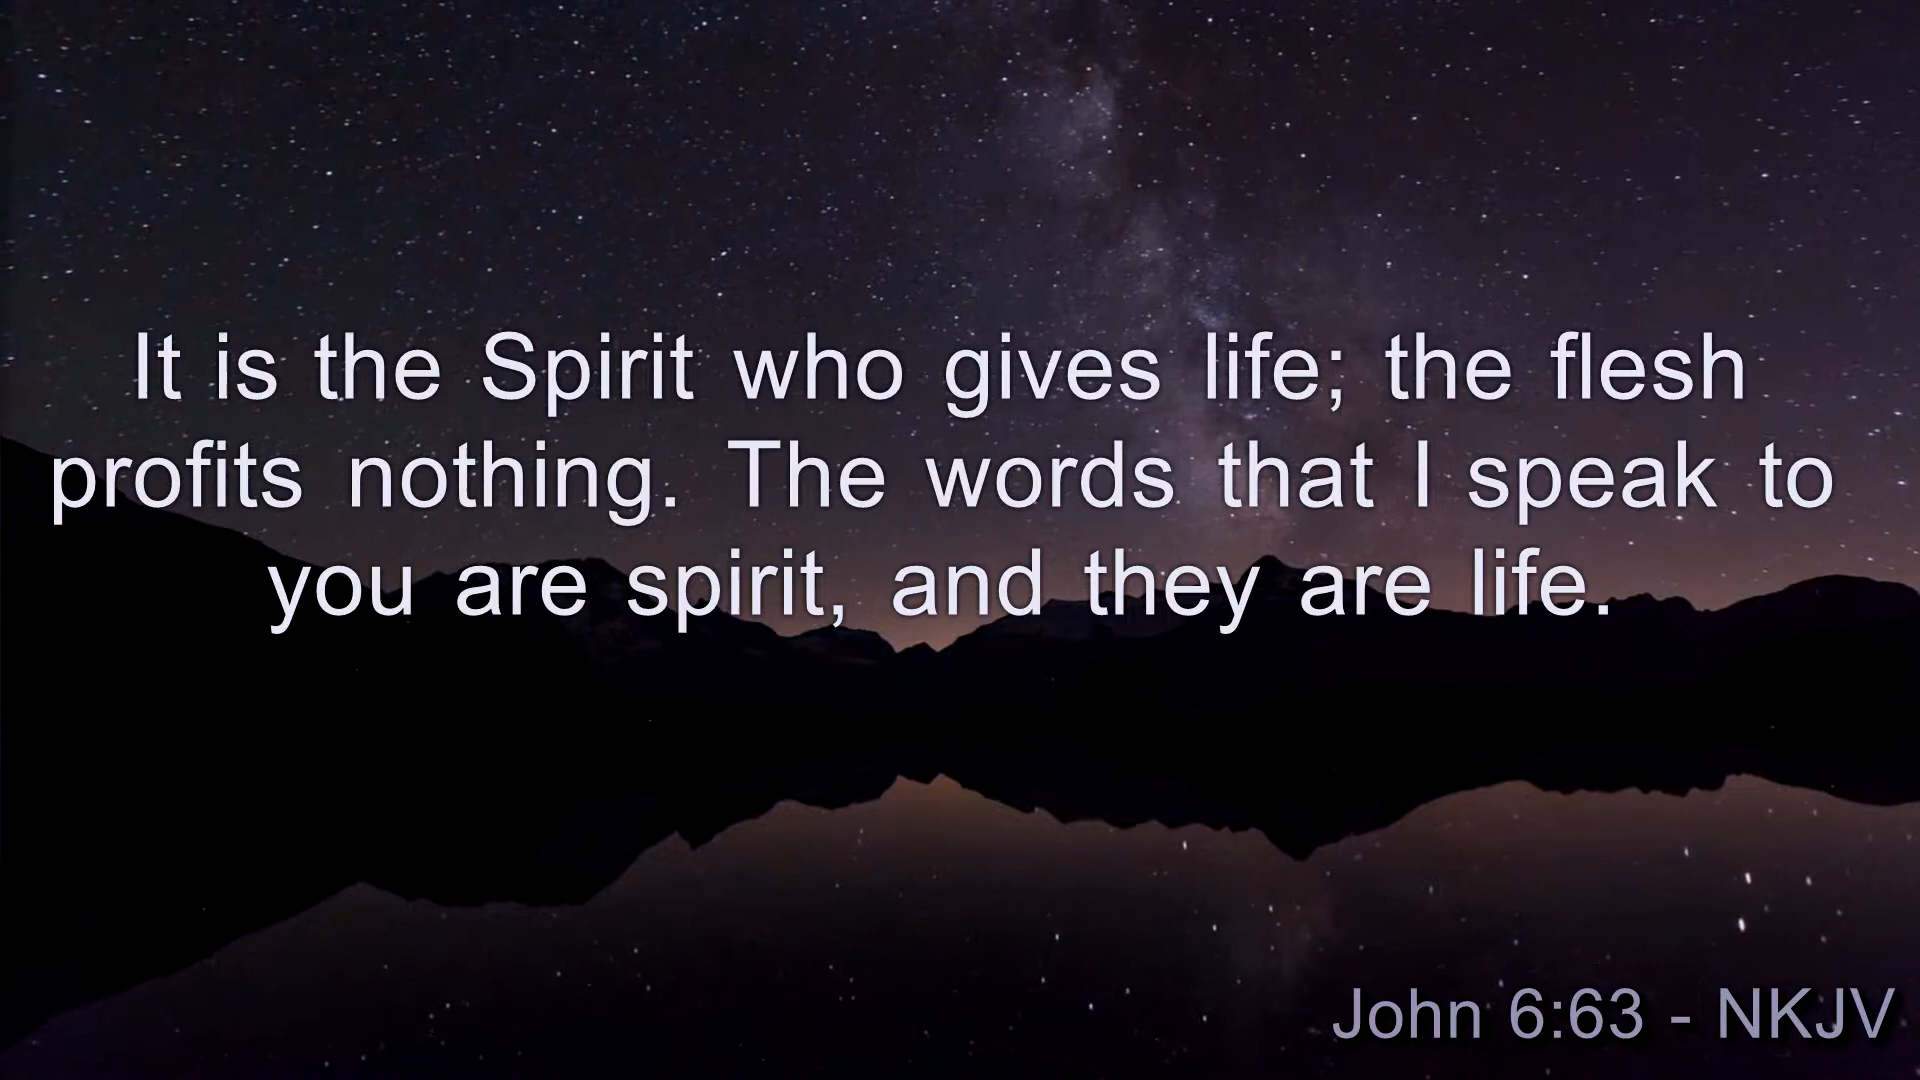 It is the Spirit who gives life; the flesh
profits nothing. The words that I speak to
you are spirit, and they are life.
John 6:63 - NKJV